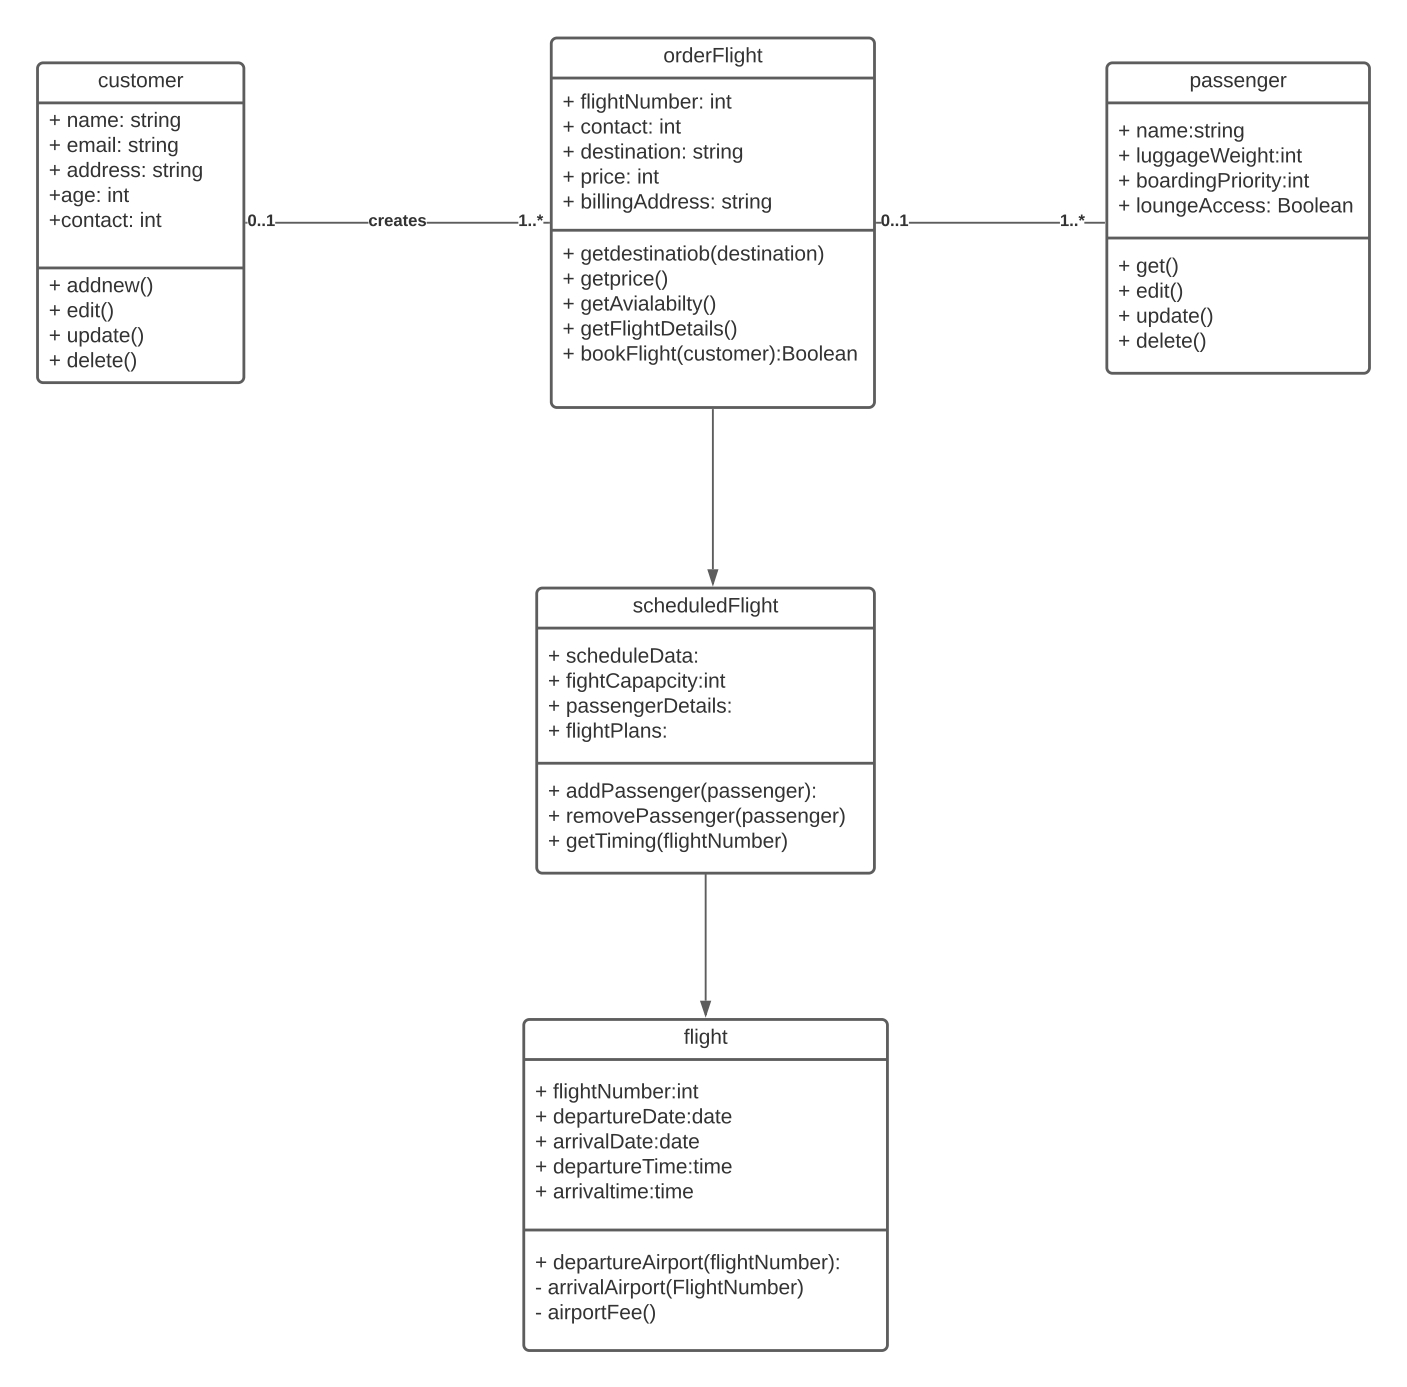 customer
+ name: string
+ email: string
+ address: string
+age: int
+contact: int
+ addnew()
+ edit()
+ update()
+ delete()
0..1
creates
1..*
orderFlight
+ flightNumber: int
+ contact: int
+ destination: string
+ price: int
+ billingAddress: string
+ getdestinatiob(destination)
+ getprice()
+ getAvialabilty()
+ getFlightDetails()
+ bookFlight(customer):Boolean
0..1
1..*
passenger
+ name:string
+ luggageWeight:int
+ boardingPriority:int
+ loungeAccess: Boolean
+ get()
+ edit()
+ update()
+ delete()
scheduledFlight
+ scheduleData:
+ fightCapapcity:int
+ passengerDetails:
+ flightPlans:
+ addPassenger(passenger):
+ removePassenger(passenger)
+ getTiming(flightNumber)
flight
+ flightNumber:int
+ departureDate:date
+ arrivalDate:date
+ departureTime:time
+ arrivaltime:time
+ departureAirport(flightNumber):
- arrivalAirport(FlightNumber)
- airportFee()